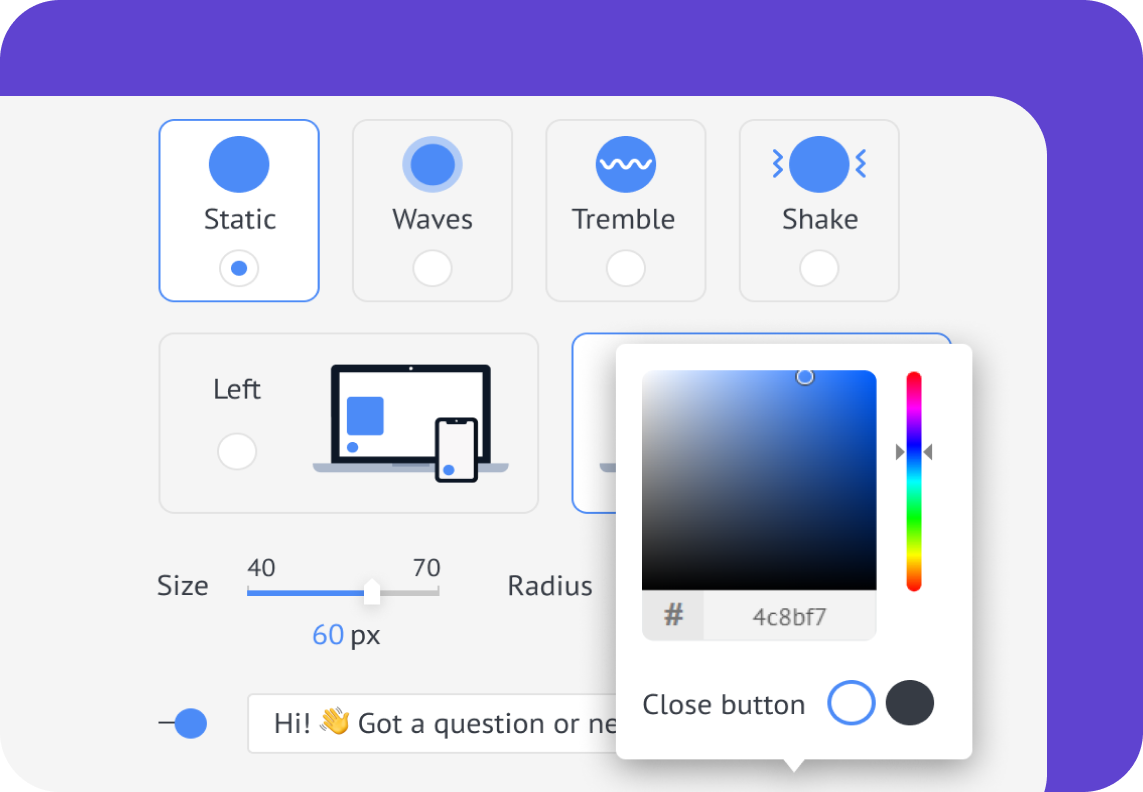 Static
Waves
Tremble
Shake
Left
40
70
Size
Radius
60 px
# 4c8bf7
Close button
Hi! 👋 Got a question or ne